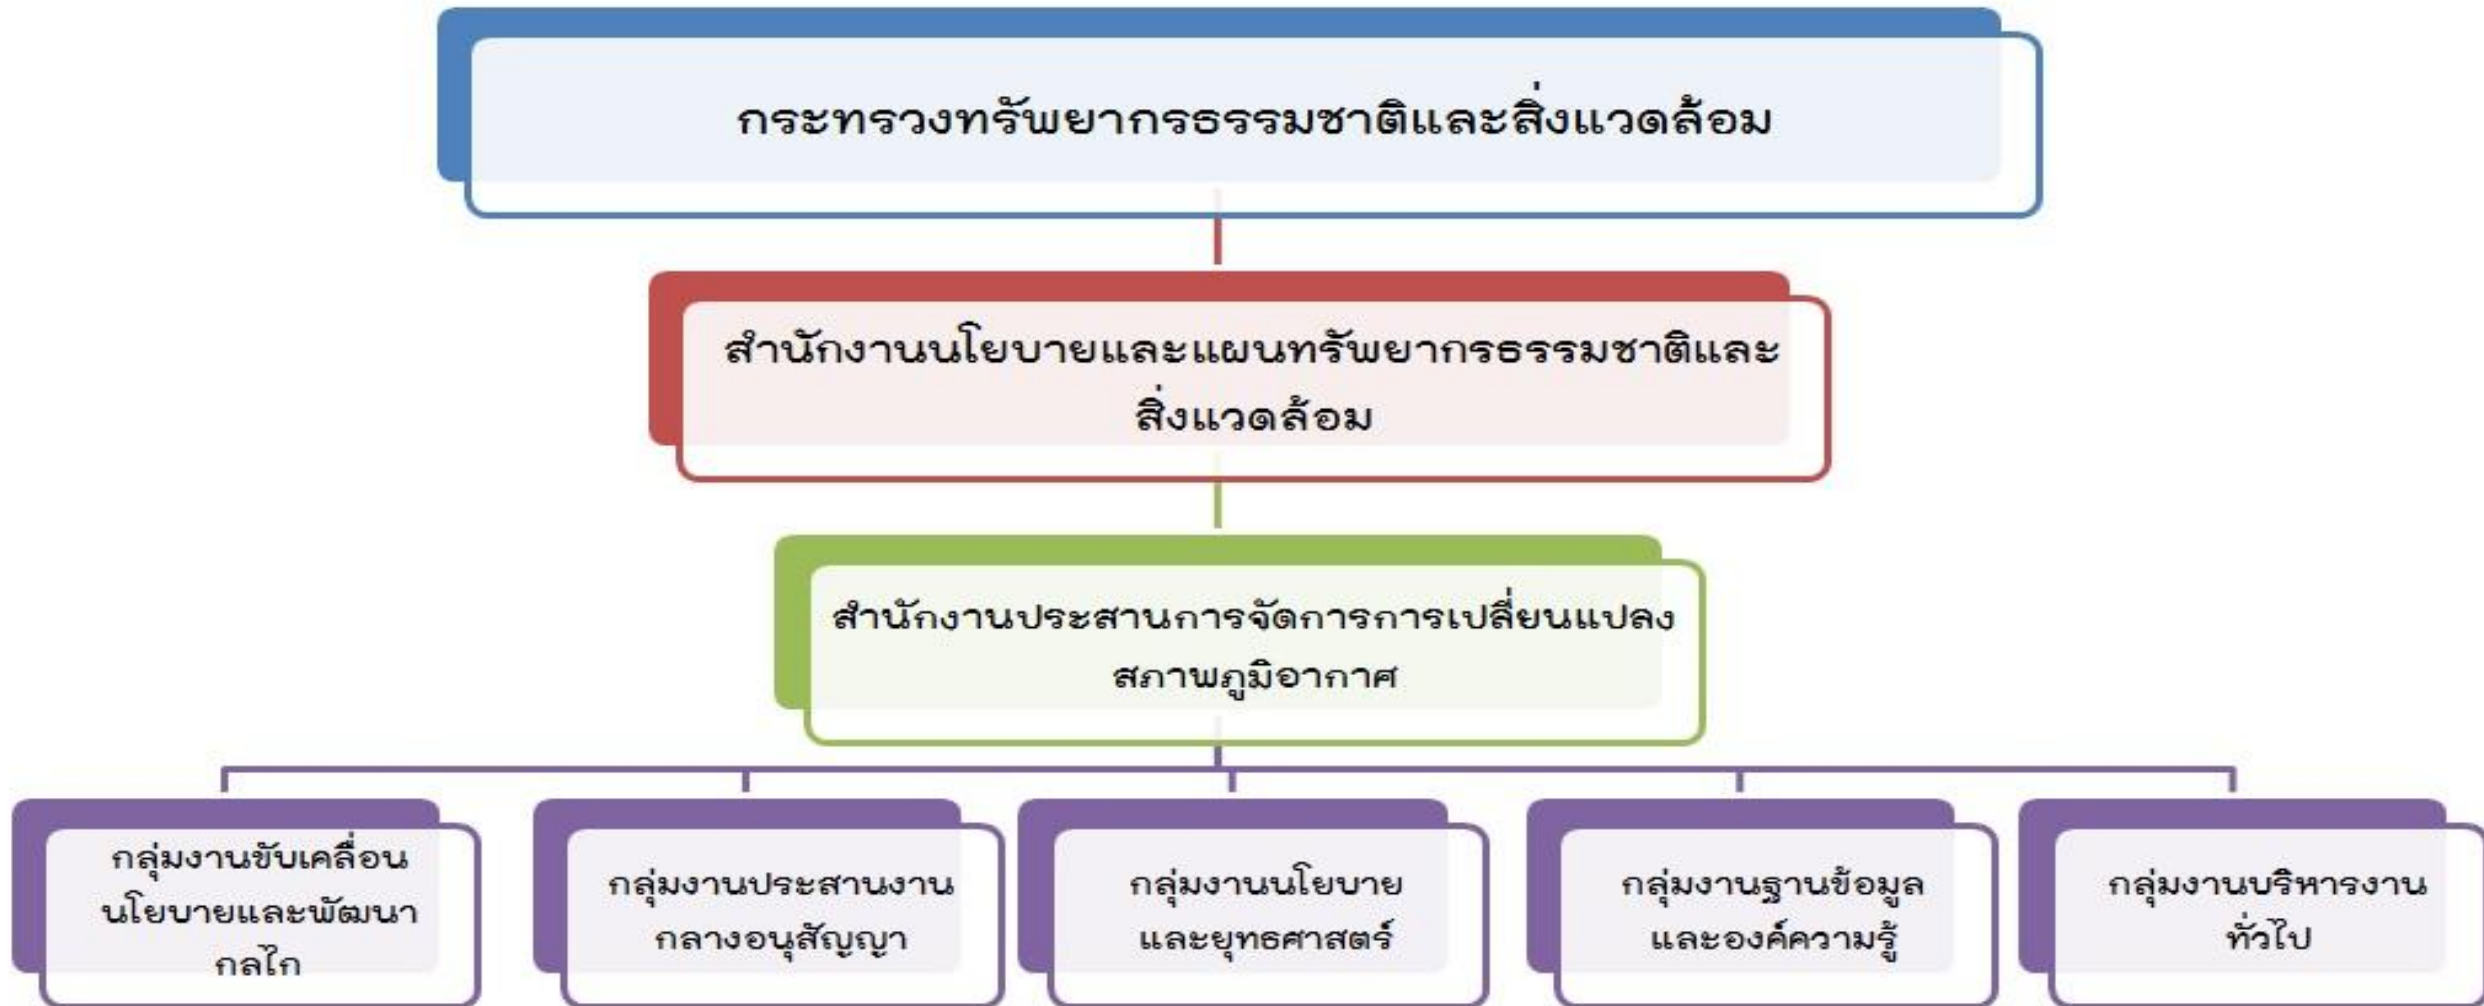 กระทรวงทรัพยากรธรรมชาติและสิ่งแวดล้อม
สำนักงานนโยบายและแผนทรัพยากรธรรมชาติและ
สิ่งแวดล้อม
สำนักงานประสานการจัดการการเปลี่ยนแปลง
สภาพภูมิอากาศ
กลุ่มงานขับเคลื่อน
นโยบายและพัฒนา
กลไก
กลุ่มงานประสานงาน
กลางอนุสัญญา
กลุ่มงานนโยบาย
และยุทธศาสตร์
กลุ่มงานฐานข้อมูล
และองค์ความรู้
กลุ่มงานบริหารงาน
ทั่วไป